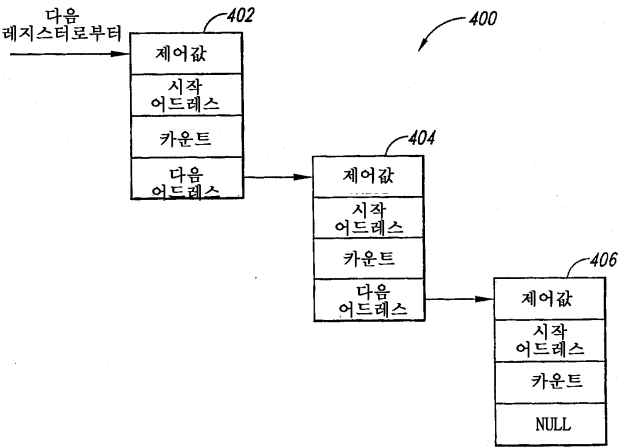 다음
레지스터로부터
402
400
제어값
시작
어드레스
카운트
다음
어드레스
404
제어값
시작
어드레스
카운트
다음
어드레스
406
제어값
시작
어드레스
카운트
NULL